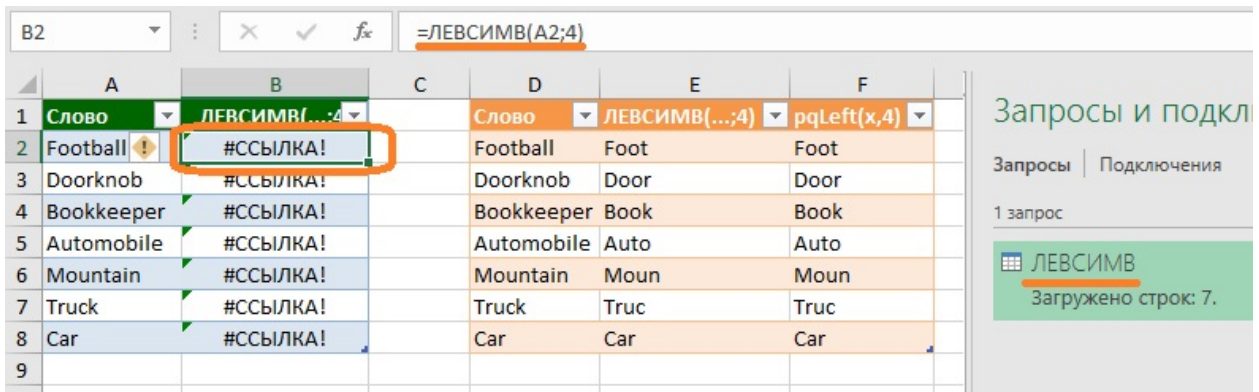 B2 fx =ЛЕВСИМВ(A2;4)
A B C D E F
1 Слово ЛЕВСИМВ(...;4 Слово ЛЕВСИМВ(...;4) pqLeft(x,4)
2 Football #ССЫЛКА! Football Foot Foot
3 Doorknob #ССЫЛКА! Doorknob Door Door
4 Bookkeeper #ССЫЛКА! Bookkeeper Book Book
5 Automobile #ССЫЛКА! Automobile Auto Auto
6 Mountain #ССЫЛКА! Mountain Moun Moun
7 Truck #ССЫЛКА! Truck Truc Truc
8 Car #ССЫЛКА! Car Car Car
9
Запросы и подкл
Запросы | Подключения
1 запрос
ЛЕВСИМВ
Загружено строк: 7.